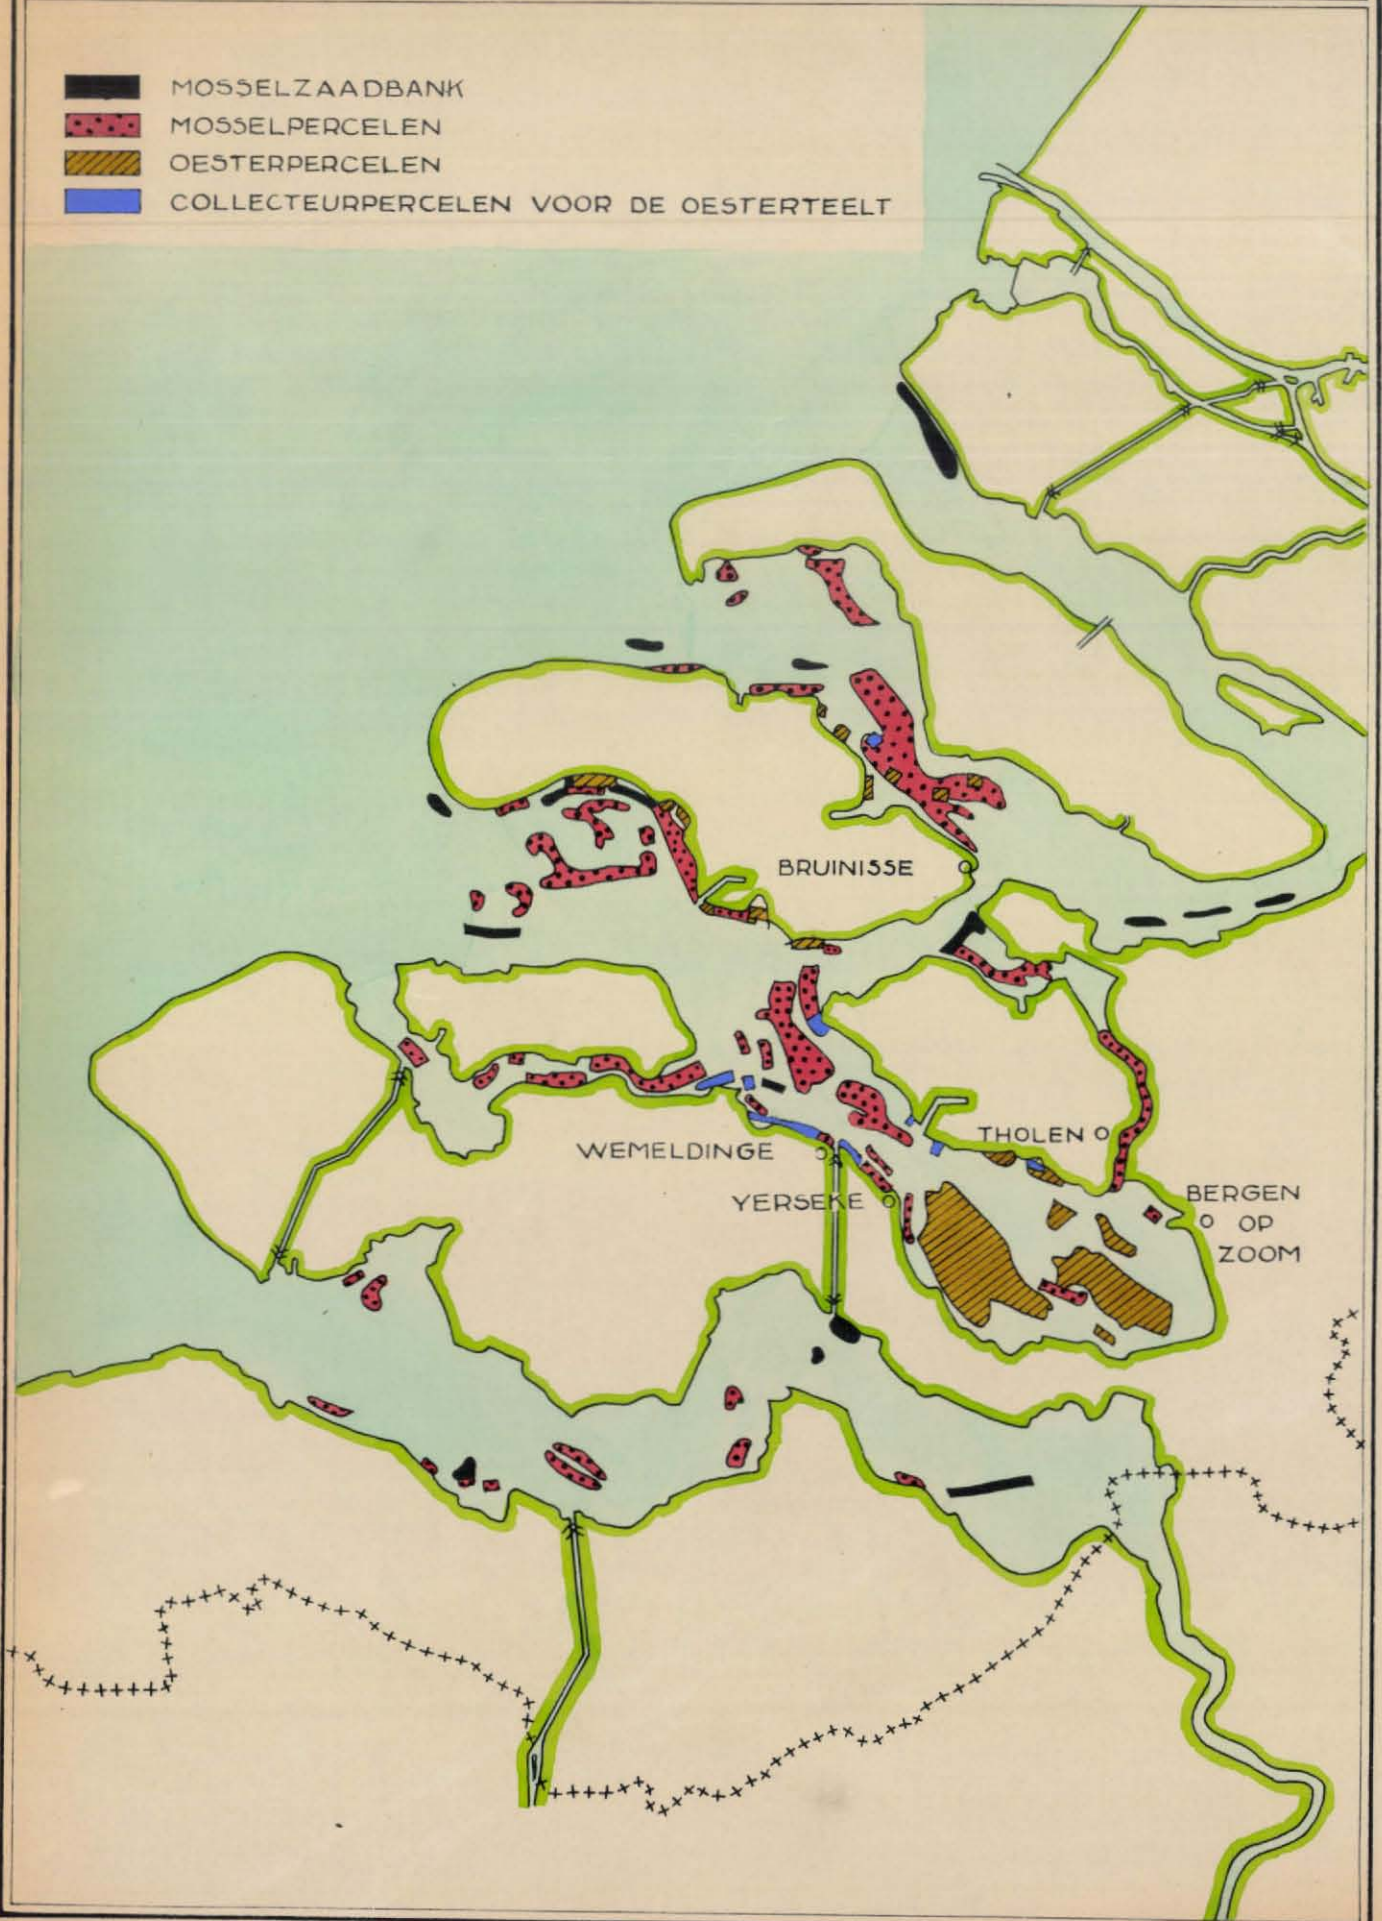 MOSSELZAADBANK
MOSSELPERCELEN
OESTERPERCELEN
COLLECTEURPERCELEN VOOR DE OESTERTEELT
BRUINISSE
THOLEN
WEMELDINGE
YERSEKE
BERGEN
OP
ZOOM